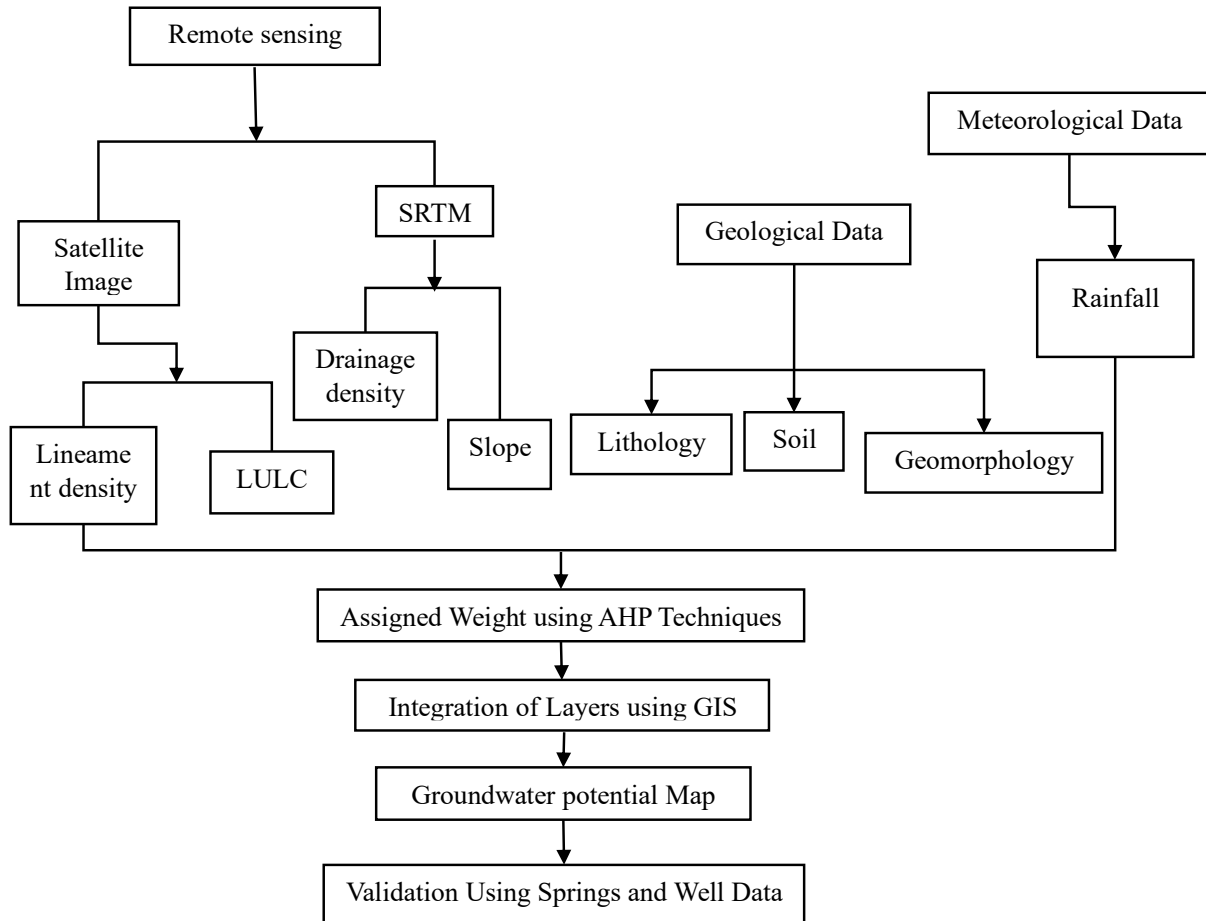 Remote sensing
Meteorological Data
SRTM
Geological Data
Satellite
Image
Rainfall
Drainage
density
Lithology
Soil
Slope
Geomorphology
Lineame
nt density
LULC
Assigned Weight using AHP Techniques
Integration of Layers using GIS
Groundwater potential Map
Validation Using Springs and Well Data